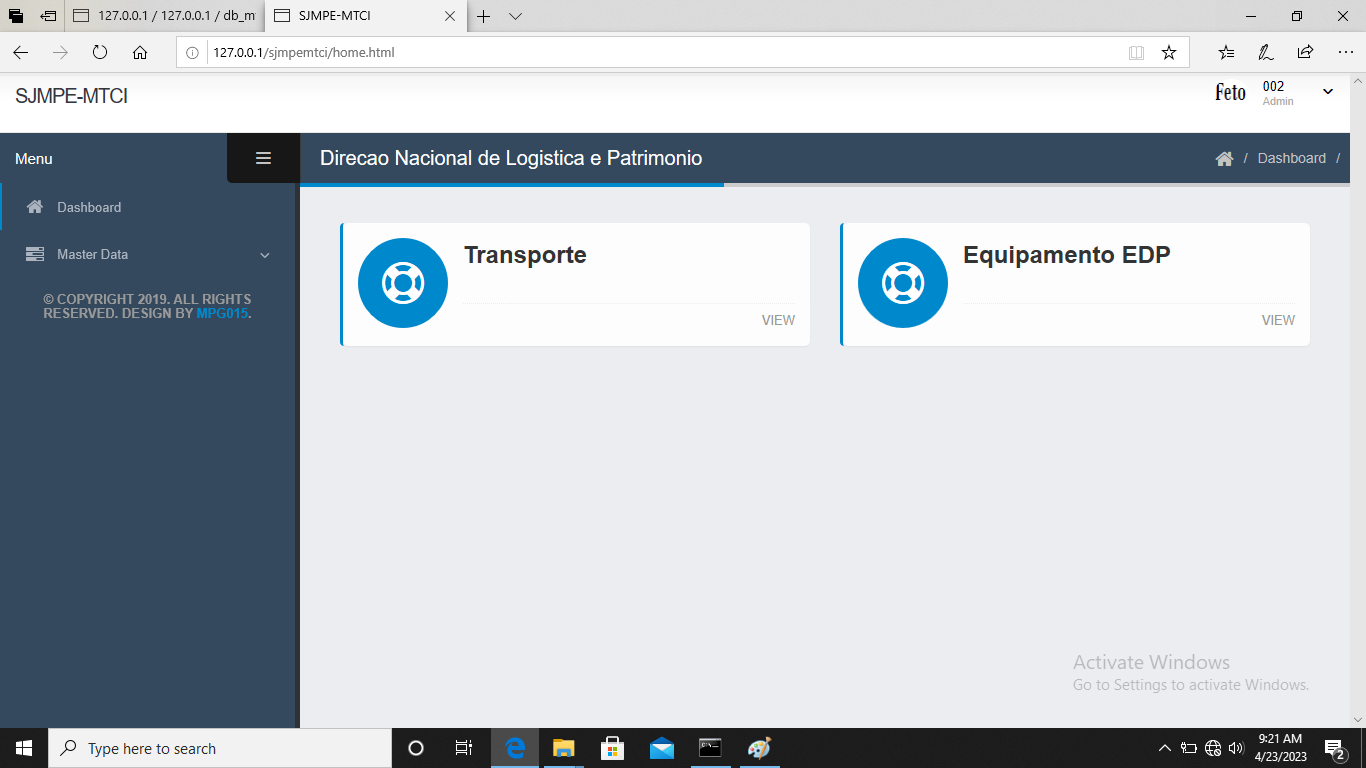 127.0.0.1 / 127.0.0.1 / db_m
SJMPE-MTCI
127.0.0.1/sjmpemtci/home.html
SJMPE-MTCI
Feto
002
Admin
Menu
Direcao Nacional de Logistica e Patrimonio
/ Dashboard /
Dashboard
Master Data
© COPYRIGHT 2019. ALL RIGHTS
RESERVED. DESIGN BY MPG015.
Transporte
VIEW
Equipamento EDP
VIEW
Activate Windows
Go to Settings to activate Windows.
Type here to search
9:21 AM
4/23/2023
2